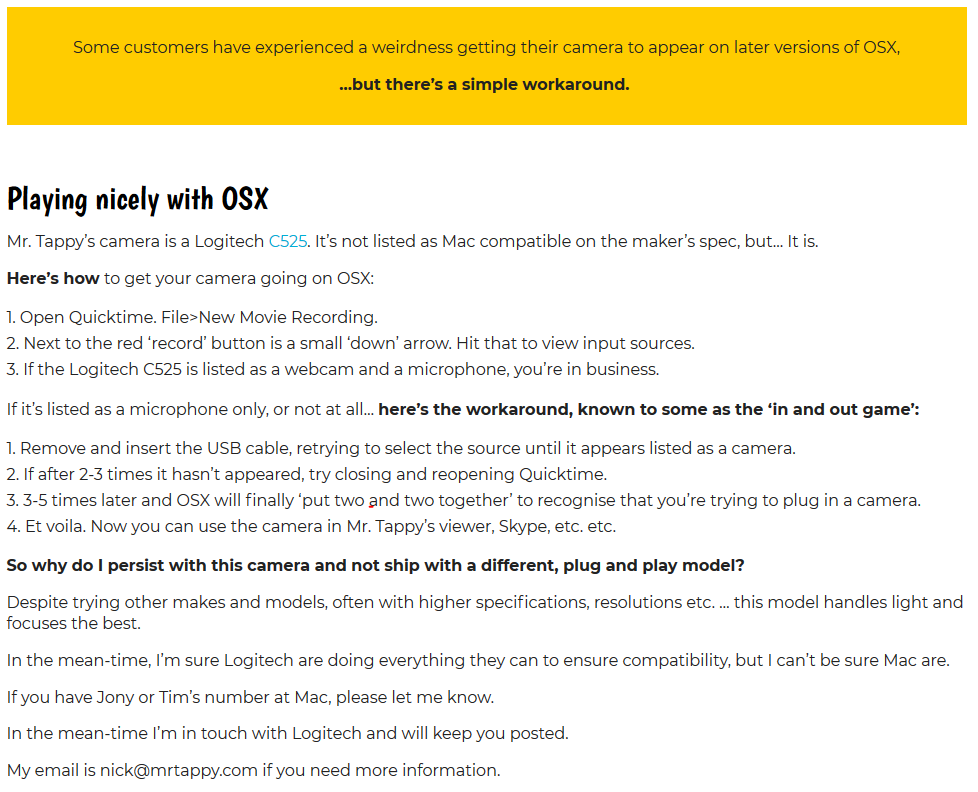 Some customers have experienced a weirdness getting their camera to appear on later versions of OSX,
…but there’s a simple workaround.
Playing nicely with OSX
Mr. Tappy’s camera is a Logitech C525. It’s not listed as Mac compatible on the maker’s spec, but… It is.
Here’s how to get your camera going on OSX:
1. Open Quicktime. File>New Movie Recording.
2. Next to the red ‘record’ button is a small ‘down’ arrow. Hit that to view input sources.
3. If the Logitech C525 is listed as a webcam and a microphone, you’re in business.
If it’s listed as a microphone only, or not at all… here’s the workaround, known to some as the ‘in and out game’:
1. Remove and insert the USB cable, retrying to select the source until it appears listed as a camera.
2. If after 2-3 times it hasn’t appeared, try closing and reopening Quicktime.
3. 3-5 times later and OSX will finally ‘put two and two together’ to recognise that you’re trying to plug in a camera.
4. Et voila. Now you can use the camera in Mr. Tappy’s viewer, Skype, etc. etc.
So why do I persist with this camera and not ship with a different, plug and play model?
Despite trying other makes and models, often with higher specifications, resolutions etc. … this model handles light and
focuses the best.
In the mean-time, I’m sure Logitech are doing everything they can to ensure compatibility, but I can’t be sure Mac are.
If you have Jony or Tim’s number at Mac, please let me know.
In the mean-time I’m in touch with Logitech and will keep you posted.
My email is nick@mrtappy.com if you need more information.